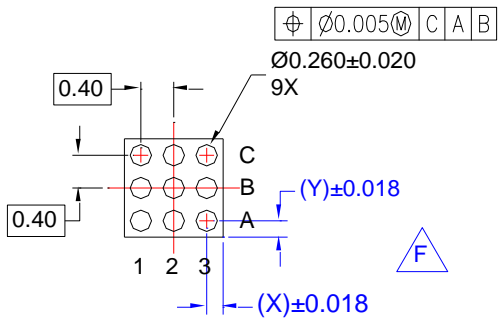 ⌖ Ø0.005Ⓜ C A B
Ø0.260±0.020
9X
0.40
C
B
(Y)±0.018
A
0.40
F
1 2 3
(X)±0.018